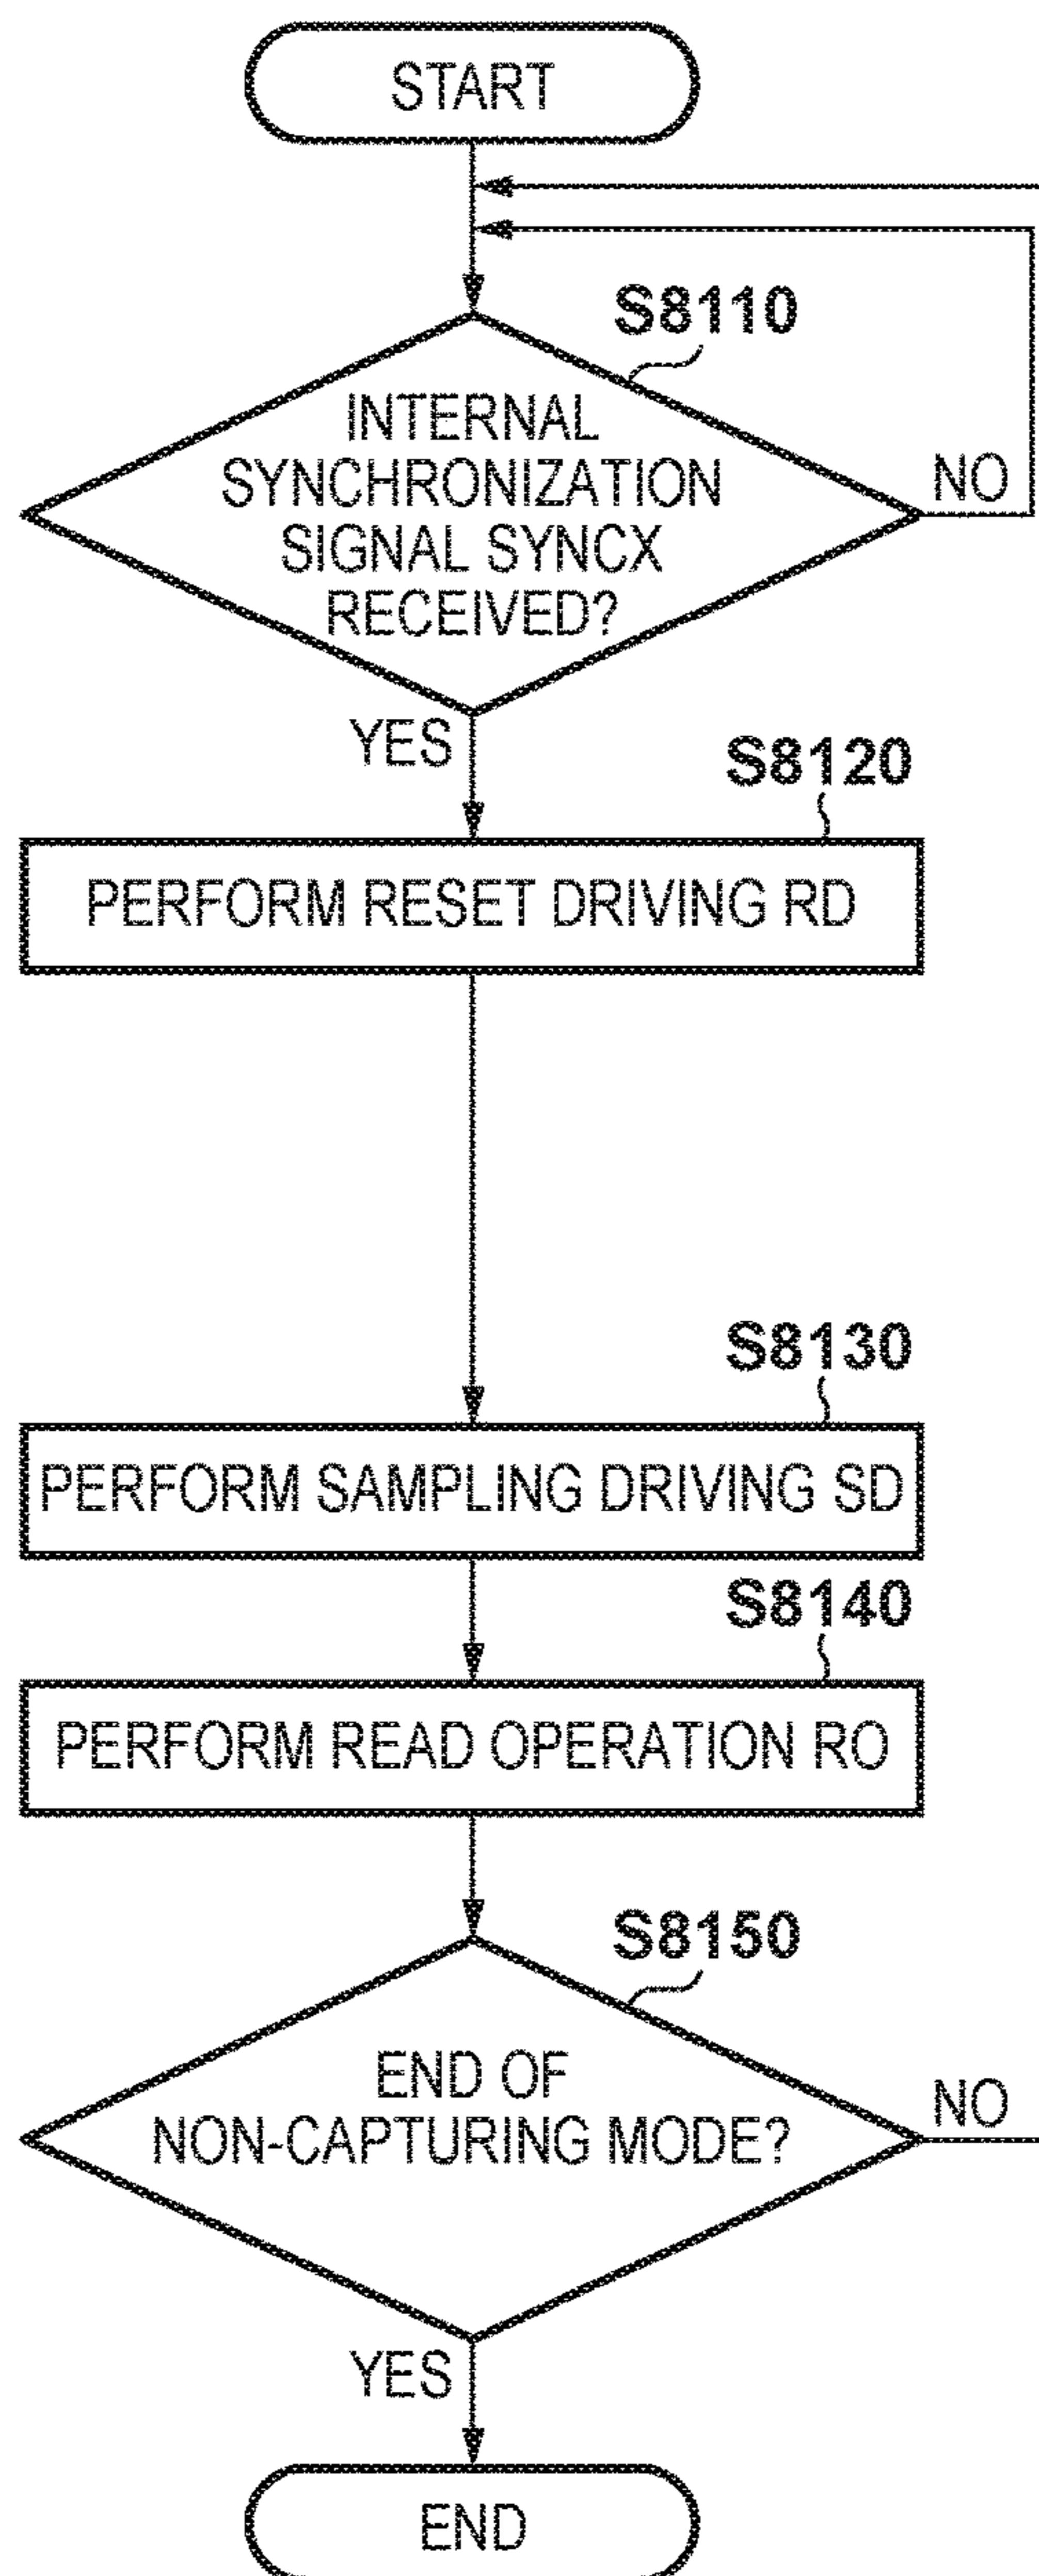 START
S8110
INTERNAL
SYNCHRONIZATION
SIGNAL SYNCX
RECEIVED?
NO
YES
S8120
PERFORM RESET DRIVING RD
S8130
PERFORM SAMPLING DRIVING SD
S8140
PERFORM READ OPERATION RO
S8150
END OF
NON-CAPTURING MODE?
NO
YES
END